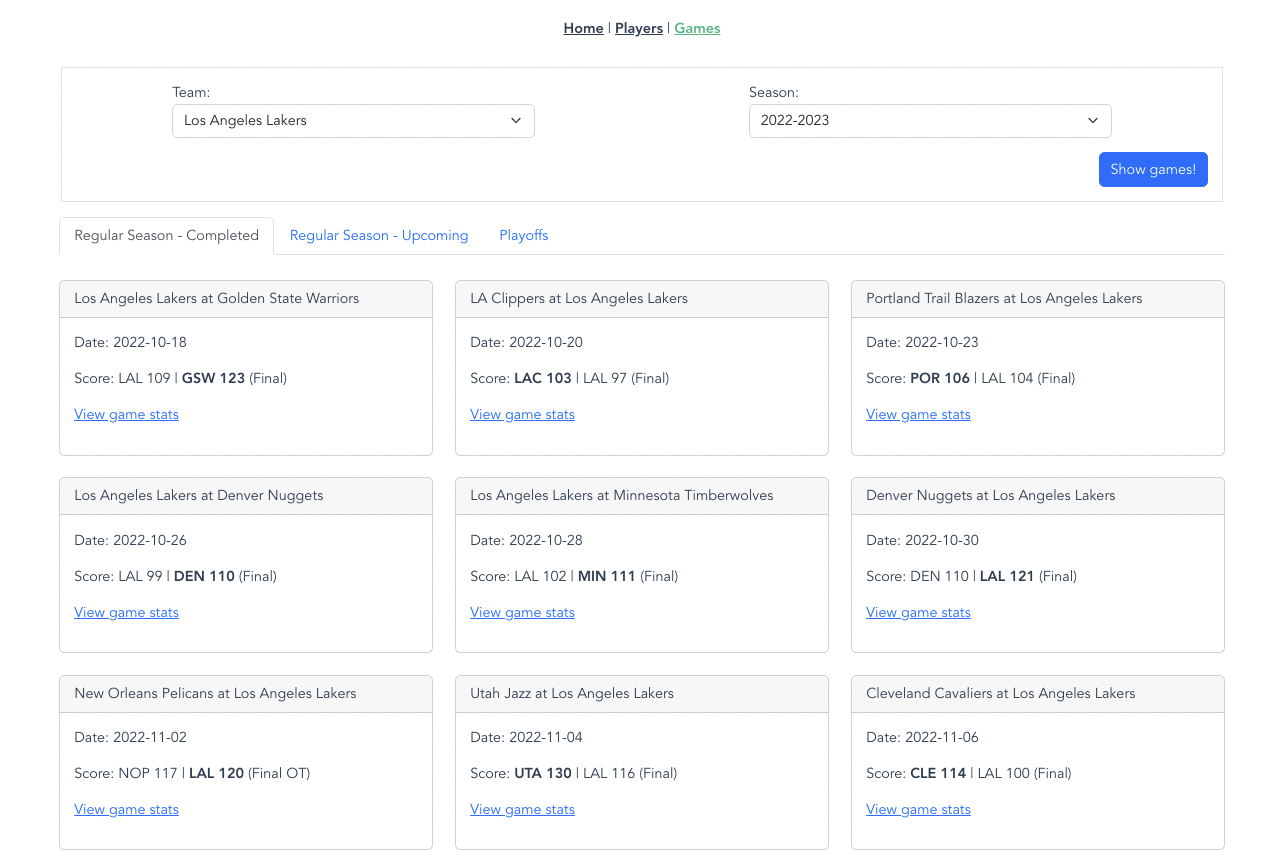 Home | Players | Games
Team:
Los Angeles Lakers
Season:
2022-2023
Show games!
Regular Season - Completed
Regular Season - Upcoming
Playoffs
Los Angeles Lakers at Golden State Warriors
Date: 2022-10-18
Score: LAL 109 | GSW 123 (Final)
View game stats
LA Clippers at Los Angeles Lakers
Date: 2022-10-20
Score: LAC 103 | LAL 97 (Final)
View game stats
Portland Trail Blazers at Los Angeles Lakers
Date: 2022-10-23
Score: POR 106 | LAL 104 (Final)
View game stats
Los Angeles Lakers at Denver Nuggets
Date: 2022-10-26
Score: LAL 99 | DEN 110 (Final)
View game stats
Los Angeles Lakers at Minnesota Timberwolves
Date: 2022-10-28
Score: LAL 102 | MIN 111 (Final)
View game stats
Denver Nuggets at Los Angeles Lakers
Date: 2022-10-30
Score: DEN 110 | LAL 121 (Final)
View game stats
New Orleans Pelicans at Los Angeles Lakers
Date: 2022-11-02
Score: NOP 117 | LAL 120 (Final OT)
View game stats
Utah Jazz at Los Angeles Lakers
Date: 2022-11-04
Score: UTA 130 | LAL 116 (Final)
View game stats
Cleveland Cavaliers at Los Angeles Lakers
Date: 2022-11-06
Score: CLE 114 | LAL 100 (Final)
View game stats